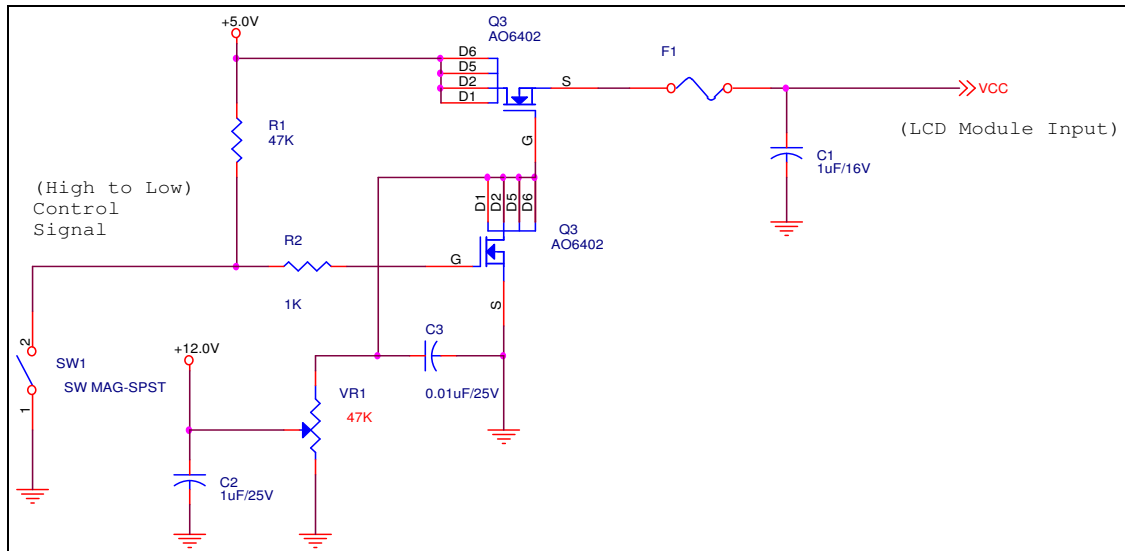 +5.0V
Q3
AO6402
D6
D5
D2
D1
S
G
F1
VCC
(LCD Module Input)
R1
47K
C1
1uF/16V
(High to Low)
Control
Signal
D1
D2
D5
D6
Q3
AO6402
R2
1K
G
S
C3
0.01uF/25V
+12.0V
2
SW1
SW MAG-SPST
1
VR1
47K
C2
1uF/25V